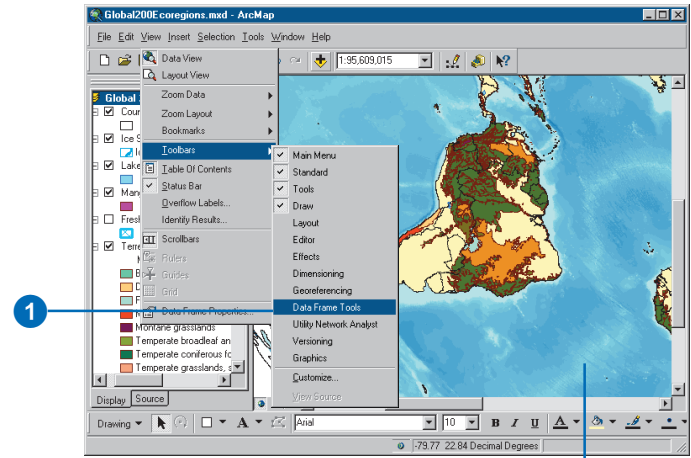 Global200Ecoregions.mxd - ArcMap
File Edit View Insert Selection Tools Window Help
1:95,609,015
Data View
Layout View
Zoom Data
Zoom Layout
Bookmarks
Toolbars
Table Of Contents
Status Bar
Overflow Labels...
Identify Results...
Scrollbars
Rulers
Guides
Grid
Data Frame Properties...
Main Menu
Standard
Tools
Draw
Layout
Editor
Effects
Dimensioning
Georeferencing
Data Frame Tools
Utility Network Analyst
Versioning
Graphics
Customize...
View Source
Global
Cour
Ice S
Lake
Man
Fresh
Terre
Montane grasslands
Temperate broadleaf an
Temperate coniferous fo
Temperate grasslands, s
Display Source
1
Drawing A Arial 10 B I U A
-79.77 22.84 Decimal Degrees